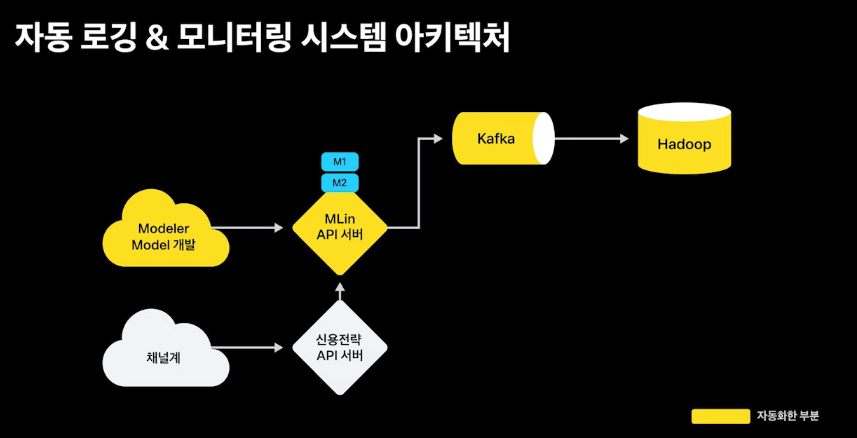 자동 로깅 & 모니터링 시스템 아키텍처
Kafka
Hadoop
M1
M2
MLin
API 서버
Modeler
Model 개발
채널계
신용전략
API 서버
자동화한 부분